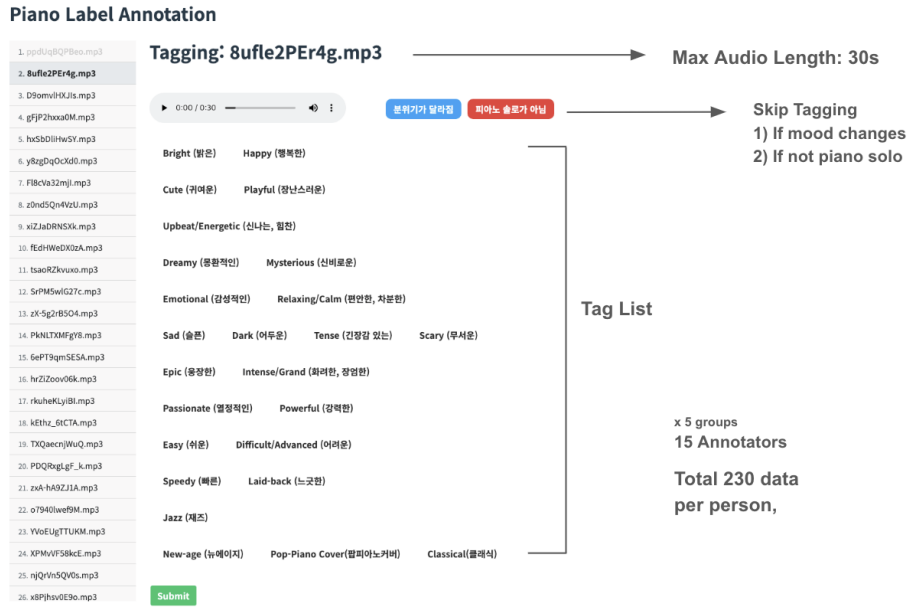 Piano Label Annotation
1. ppdUqBQPBeo.mp3
2. 8ufle2PEr4g.mp3
3. D9omvlHXJIs.mp3
4. gFjP2hxxa0M.mp3
5. hxSbDliHwSY.mp3
6. y8zgDqOcXd0.mp3
7. Fl8cVa32mjI.mp3
8. z0nd5Qn4VzU.mp3
9. xiZJaDRNSXk.mp3
10. fEdHWeDX0zA.mp3
11. tsaoRZkvuxo.mp3
12. SrPM5wlG27c.mp3
13. zX-5g2rB5O4.mp3
14. PkNLTXMFgY8.mp3
15. 6ePT9qmSESA.mp3
16. hrZiZoov06k.mp3
17. rkuheKLyiBI.mp3
18. kEthz_6tCTA.mp3
19. TXQaecnjWuQ.mp3
20. PDQRxgLgF_k.mp3
21. zxA-hA9ZJ1A.mp3
22. o7940lwef9M.mp3
23. YVoEUgTTUKM.mp3
24. XPMvVF58kcE.mp3
25. njQrVn5QV0s.mp3
26. x8Pjhsv0E9o.mp3
Tagging: 8ufle2PEr4g.mp3
Max Audio Length: 30s
0:00 / 0:30
분위기가 달라짐
피아노 솔로가 아님
Skip Tagging
1) If mood changes
2) If not piano solo
Bright (밝은) Happy (행복한)
Cute (귀여운) Playful (장난스러운)
Upbeat/Energetic (신나는, 힘찬)
Dreamy (몽환적인) Mysterious (신비로운)
Emotional (감성적인) Relaxing/Calm (편안한, 차분한)
Sad (슬픈) Dark (어두운) Tense (긴장감 있는) Scary (무서운)
Epic (웅장한) Intense/Grand (화려한, 장엄한)
Passionate (열정적인) Powerful (강력한)
Easy (쉬운) Difficult/Advanced (어려운)
Speedy (빠른) Laid-back (느긋한)
Jazz (재즈)
New-age (뉴에이지) Pop-Piano Cover(팝피아노커버) Classical(클래식)
Submit
Tag List
x 5 groups
15 Annotators
Total 230 data
per person,